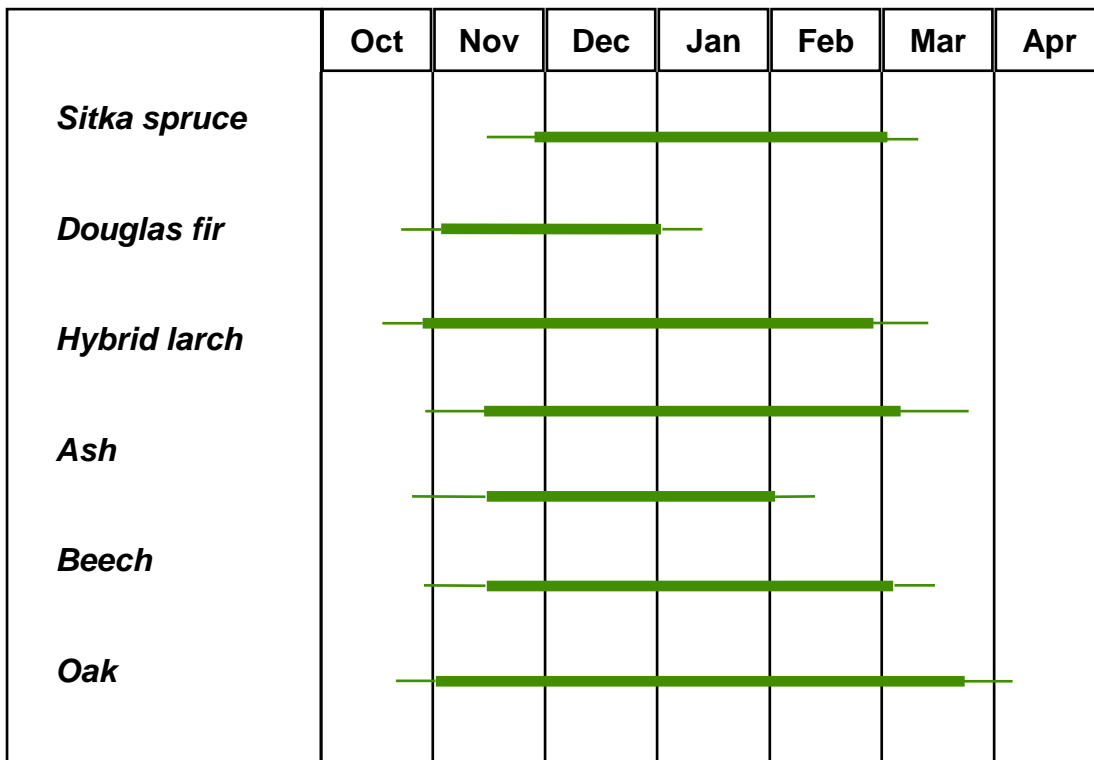 Oct Nov Dec Jan Feb Mar Apr
Sitka spruce
Douglas fir
Hybrid larch
Ash
Beech
Oak